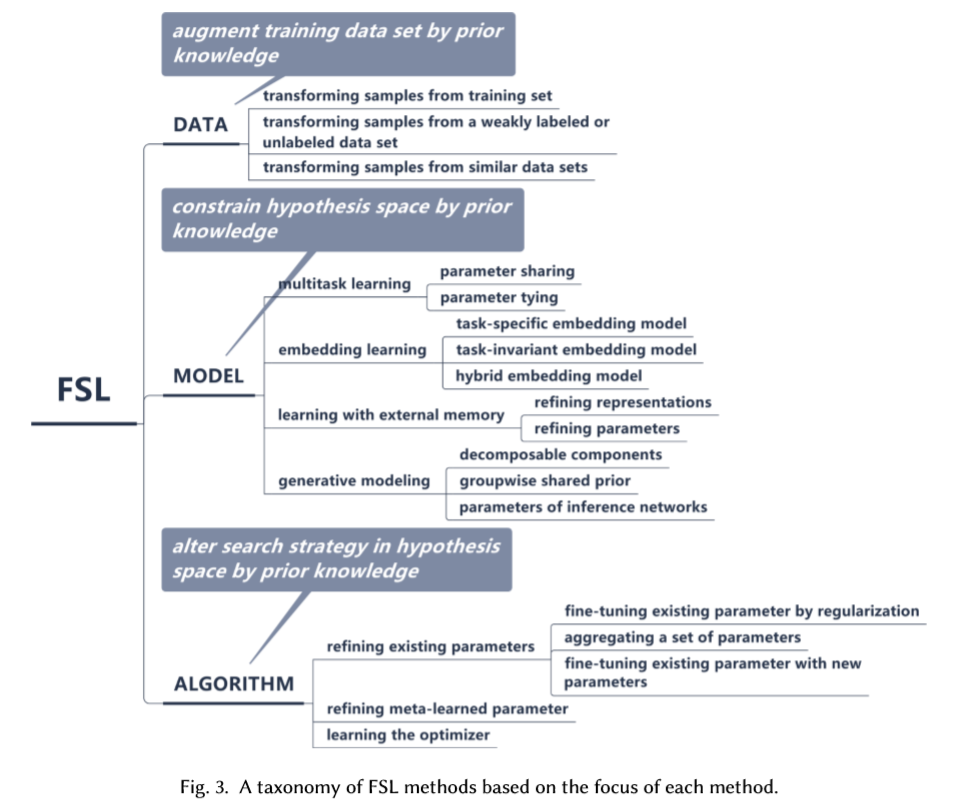 augment training data set by prior
knowledge
transforming samples from training set
DATA
transforming samples from a weakly labeled or
unlabeled data set
transforming samples from similar data sets
constrain hypothesis space by prior
knowledge
multitask learning
parameter sharing
parameter tying
embedding learning
task-specific embedding model
task-invariant embedding model
hybrid embedding model
MODEL
FSL
learning with external memory
refining representations
refining parameters
generative modeling
decomposable components
groupwise shared prior
parameters of inference networks
alter search strategy in hypothesis
space by prior knowledge
ALGORITHM
refining existing parameters
fine-tuning existing parameter by regularization
aggregating a set of parameters
fine-tuning existing parameter with new
parameters
refining meta-learned parameter
learning the optimizer
Fig. 3. A taxonomy of FSL methods based on the focus of each method.